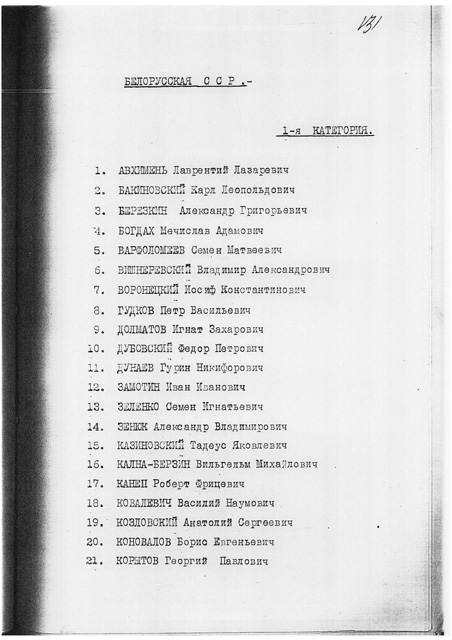 131
БЕЛОРУССКАЯ С С Р.-
1-я КАТЕГОРИЯ.
1. АВХИМЕНЬ Лаврентий Лазаревич
2. БАКИНОВСКИЙ Карл Леопольдович
3. БЕРЕЗКИН Александр Григорьевич
4. БОГДАХ Мечислав Адамович
5. ВАРФОЛОМЕЕВ Семен Матвеевич
6. ВИШНЕРЕВСКИЙ Владимир Александрович
7. ВОРОНЕЦКИЙ Иосиф Константинович
8. ГУДКОВ Петр Васильевич
9. ДОЛМАТОВ Игнат Захарович
10. ДУБОВСКИЙ Федор Петрович
11. ДУНАЕВ Гурин Никифорович
12. ЗАМОТИН Иван Иванович
13. ЗЕЛЕНКО Семен Игнатьевич
14. ЗЕНЮК Александр Владимирович
15. КАЗИНОВСКИЙ Тадеус Яковлевич
16. КАЛНА-БЕРЗИН Вильгельм Михайлович
17. КАНЕП Роберт Фрицевич
18. КОВАЛЕВИЧ Василий Наумович
19. КОЗЛОВСКИЙ Анатолий Сергеевич
20. КОНОВАЛОВ Борис Евгеньевич
21. КОРЫТОВ Георгий Павлович